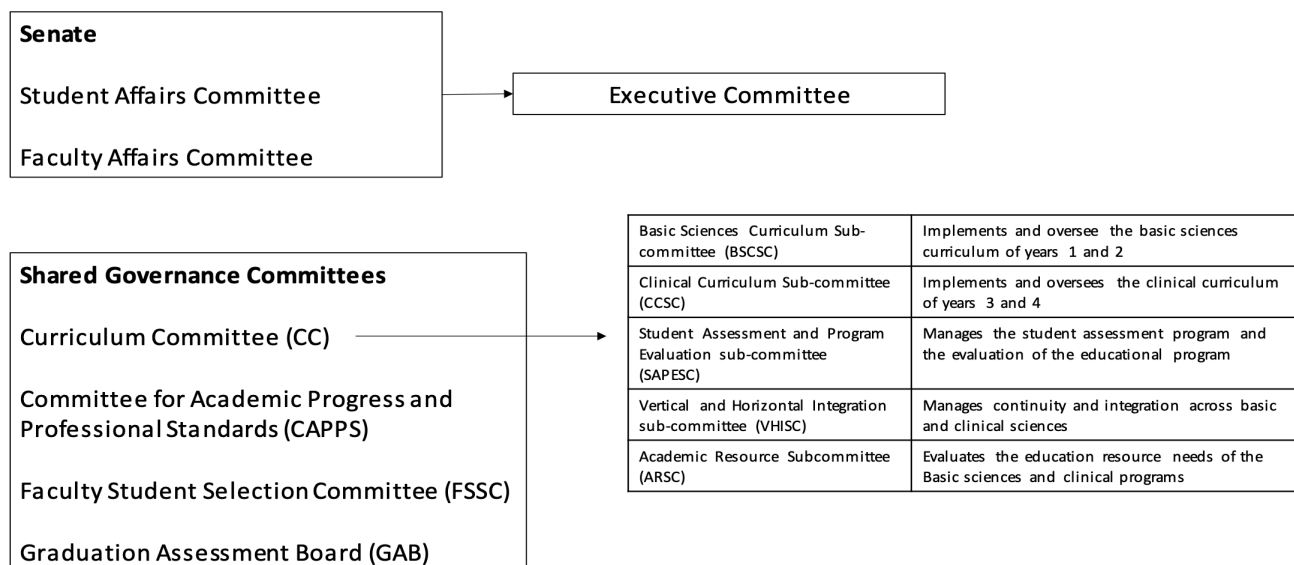 Senate
Student Affairs Committee
Faculty Affairs Committee
Executive Committee
Shared Governance Committees
Curriculum Committee (CC)
Committee for Academic Progress and
Professional Standards (CAPPS)
Faculty Student Selection Committee (FSSC)
Graduation Assessment Board (GAB)
Basic Sciences Curriculum Sub-
committee (BSCSC)
Implements and oversee the basic sciences
curriculum of years 1 and 2
Clinical Curriculum Sub-committee
(CCSC)
Implements and oversees the clinical curriculum
of years 3 and 4
Student Assessment and Program
Evaluation sub-committee
(SAPESC)
Manages the student assessment program and
the evaluation of the educational program
Vertical and Horizontal Integration
sub-committee (VHISC)
Manages continuity and integration across basic
and clinical sciences
Academic Resource Subcommittee
(ARSC)
Evaluates the education resource needs of the
Basic sciences and clinical programs